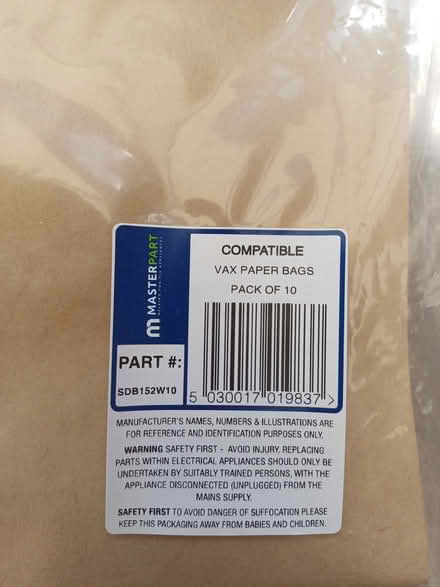 COMPATIBLE
VAX PAPER BAGS
PACK OF 10
m MASTERPART
PART #:
SDB152W10
5 030017 019837 >
MANUFACTURER'S NAMES, NUMBERS & ILLUSTRATIONS ARE
FOR REFERENCE AND IDENTIFICATION PURPOSES ONLY.
WARNING SAFETY FIRST - AVOID INJURY. REPLACING
PARTS WITHIN ELECTRICAL APPLIANCES SHOULD ONLY BE
UNDERTAKEN BY SUITABLY TRAINED PERSONS, WITH THE
APPLIANCE DISCONNECTED (UNPLUGGED) FROM THE
MAINS SUPPLY.
SAFETY FIRST TO AVOID DANGER OF SUFFOCATION PLEASE
KEEP THIS PACKAGING AWAY FROM BABIES AND CHILDREN.